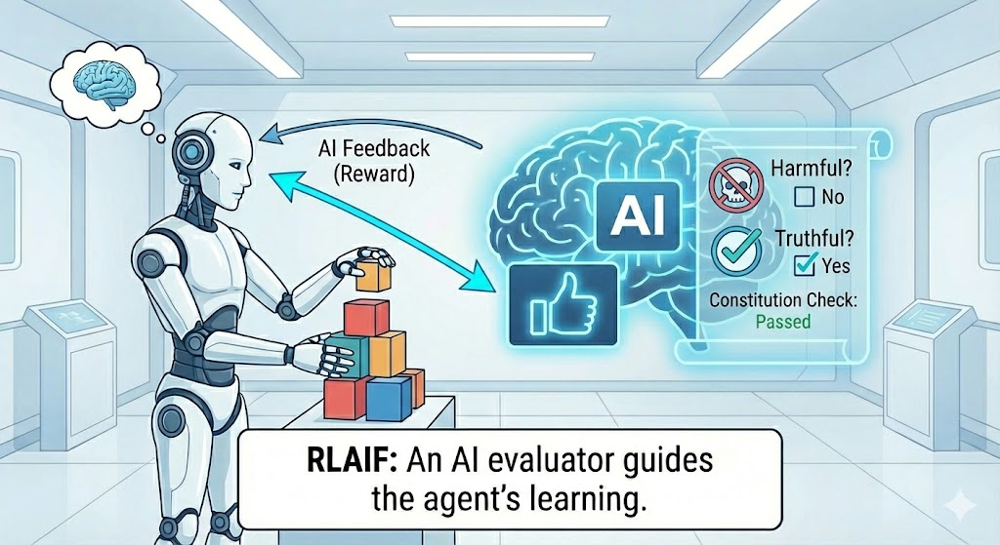 AI Feedback
(Reward)
AI
Harmful?
No
Truthful?
Yes
Constitution Check:
Passed
RLAIF: An AI evaluator guides
the agent's learning.